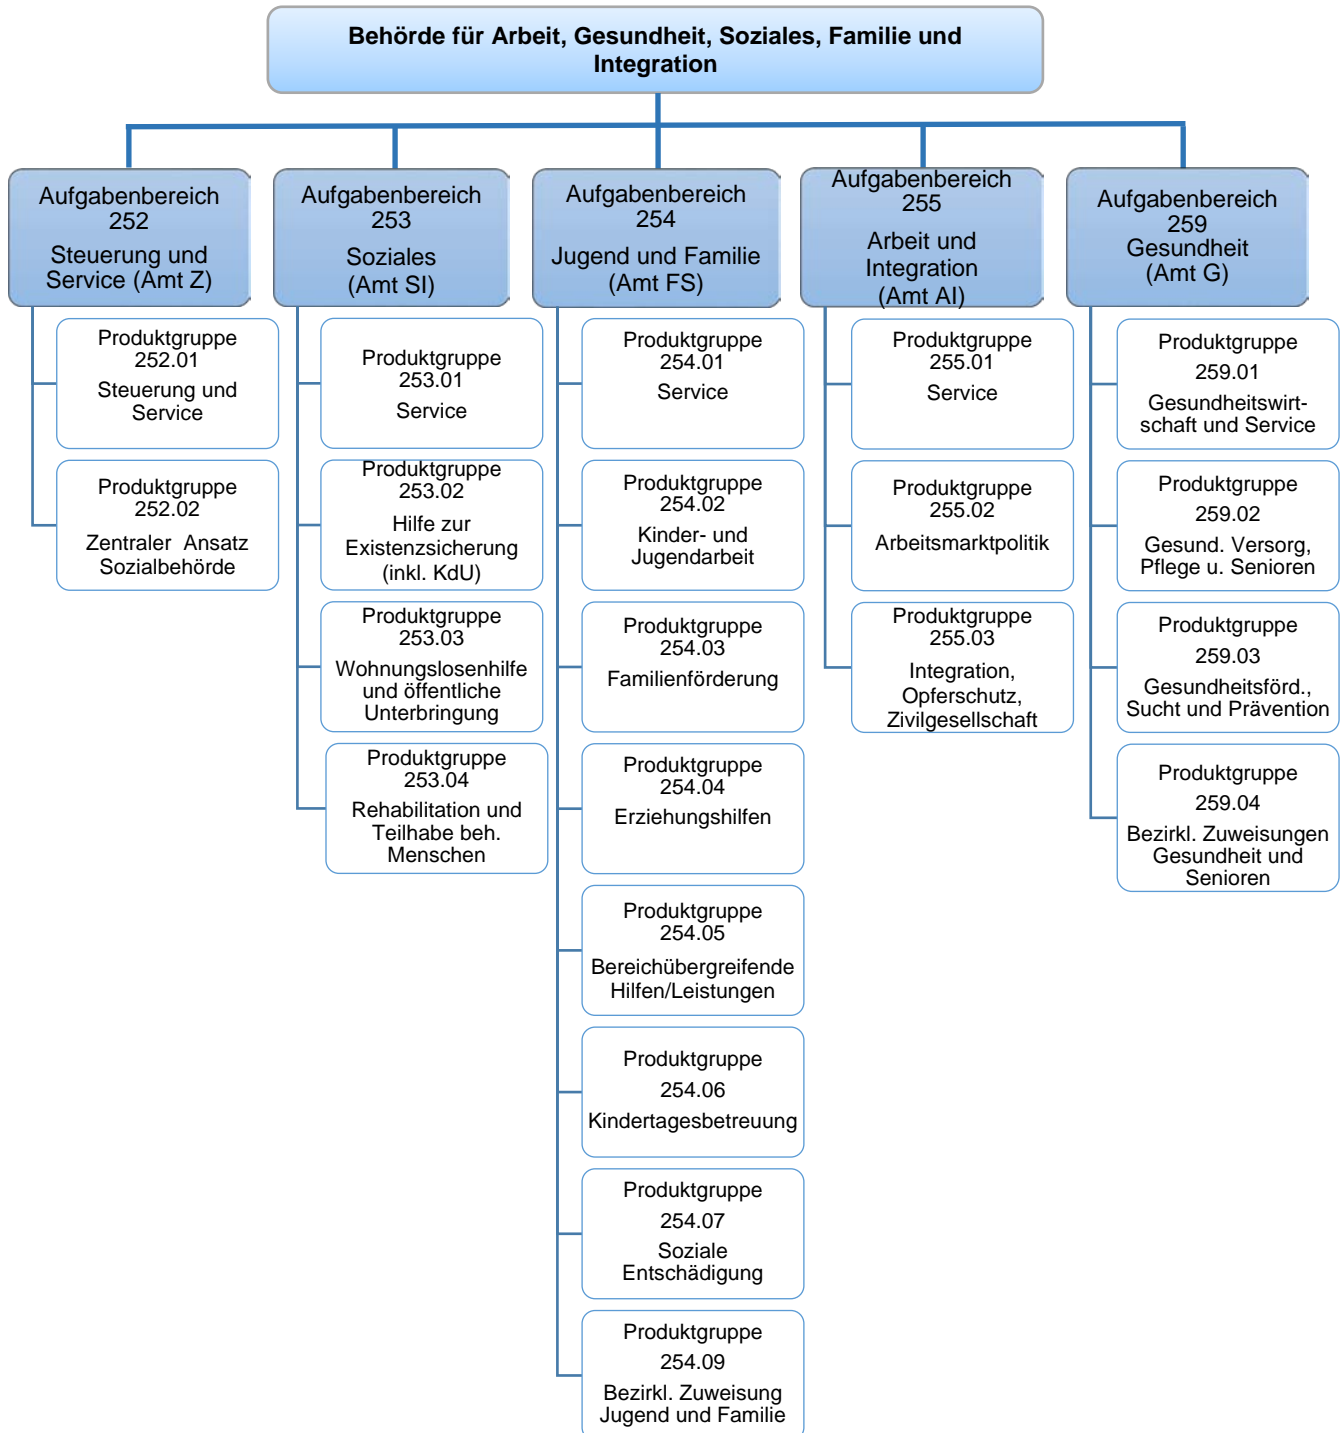 Behörde für Arbeit, Gesundheit, Soziales, Familie und
Integration
Aufgabenbereich
252
Steuerung und
Service (Amt Z)
Produktgruppe
252.01
Steuerung und
Service
Produktgruppe
252.02
Zentraler Ansatz
Sozialbehörde
Aufgabenbereich
253
Soziales
(Amt SI)
Produktgruppe
253.01
Service
Produktgruppe
253.02
Hilfe zur
Existenzsicherung
(inkl. KdU)
Produktgruppe
253.03
Wohnungslosenhilfe
und öffentliche
Unterbringung
Produktgruppe
253.04
Rehabilitation und
Teilhabe beh.
Menschen
Aufgabenbereich
254
Jugend und Familie
(Amt FS)
Produktgruppe
254.01
Service
Produktgruppe
254.02
Kinder- und
Jugendarbeit
Produktgruppe
254.03
Familienförderung
Produktgruppe
254.04
Erziehungshilfen
Produktgruppe
254.05
Bereichübergreifende
Hilfen/Leistungen
Produktgruppe
254.06
Kindertagesbetreuung
Produktgruppe
254.07
Soziale
Entschädigung
Produktgruppe
254.09
Bezirkl. Zuweisung
Jugend und Familie
Aufgabenbereich
255
Arbeit und
Integration
(Amt AI)
Produktgruppe
255.01
Service
Produktgruppe
255.02
Arbeitsmarktpolitik
Produktgruppe
255.03
Integration,
Opferschutz,
Zivilgesellschaft
Aufgabenbereich
259
Gesundheit
(Amt G)
Produktgruppe
259.01
Gesundheitswirt-
schaft und Service
Produktgruppe
259.02
Gesund. Versorg,
Pflege u. Senioren
Produktgruppe
259.03
Gesundheitsförd.,
Sucht und Prävention
Produktgruppe
259.04
Bezirkl. Zuweisungen
Gesundheit und
Senioren